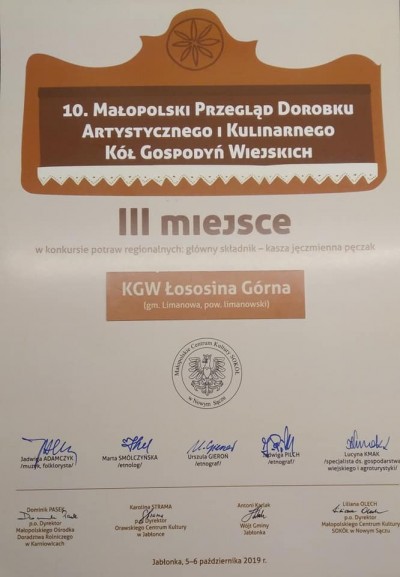 10. Małopolski Przegląd Dorobku
Artystycznego i Kulinarnego
Kół Gospodyń Wiejskich
III miejsce
w konkursie potraw regionalnych: główny składnik – kasza jęczmienna pęczak
KGW Łososina Górna
(gm. Limanowa, pow. limanowski)
Małopolskie Centrum Kultury SOKÓŁ
w Nowym Sączu
Jadwiga ADAMCZYK
/muzyk, folklorysta/
Marta SMÓLCZYŃSKA
/etnolog/
Urszula GIEROŃ
/etnograf/
Jadwiga PILCH
/etnograf/
Lucyna KMAK
/specjalista ds. gospodarstwa
wiejskiego i agroturystyki/
Dominik PASEK
p.o. Dyrektor
Małopolskiego Ośrodka
Doradztwa Rolniczego
w Karniowicach
Karolina STRAMA
p.o. Dyrektor
Orawskiego Centrum Kultury
w Jabłonce
Antoni Karlak
Wójt Gminy
Jabłonka
Liliana OLECH
p.o. Dyrektor
Małopolskiego Centrum Kultury
SOKÓŁ w Nowym Sączu
Jabłonka, 5-6 października 2019 r.